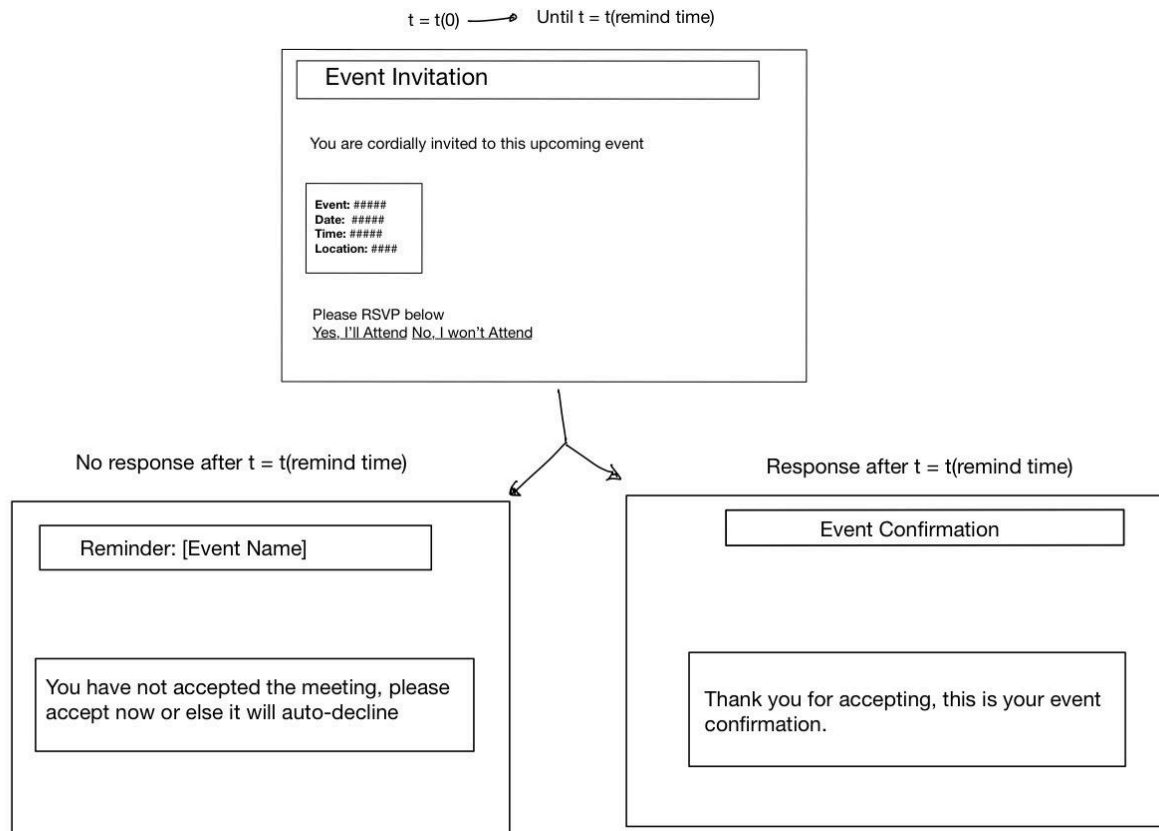 t = t(0) Until t = t(remind time)
Event Invitation
You are cordially invited to this upcoming event
Event: #####
Date: #####
Time: #####
Location: ####
Please RSVP below
Yes, I'll Attend No, I won't Attend
No response after t = t(remind time)
Reminder: [Event Name]
You have not accepted the meeting, please
accept now or else it will auto-decline
Response after t = t(remind time)
Event Confirmation
Thank you for accepting, this is your event
confirmation.